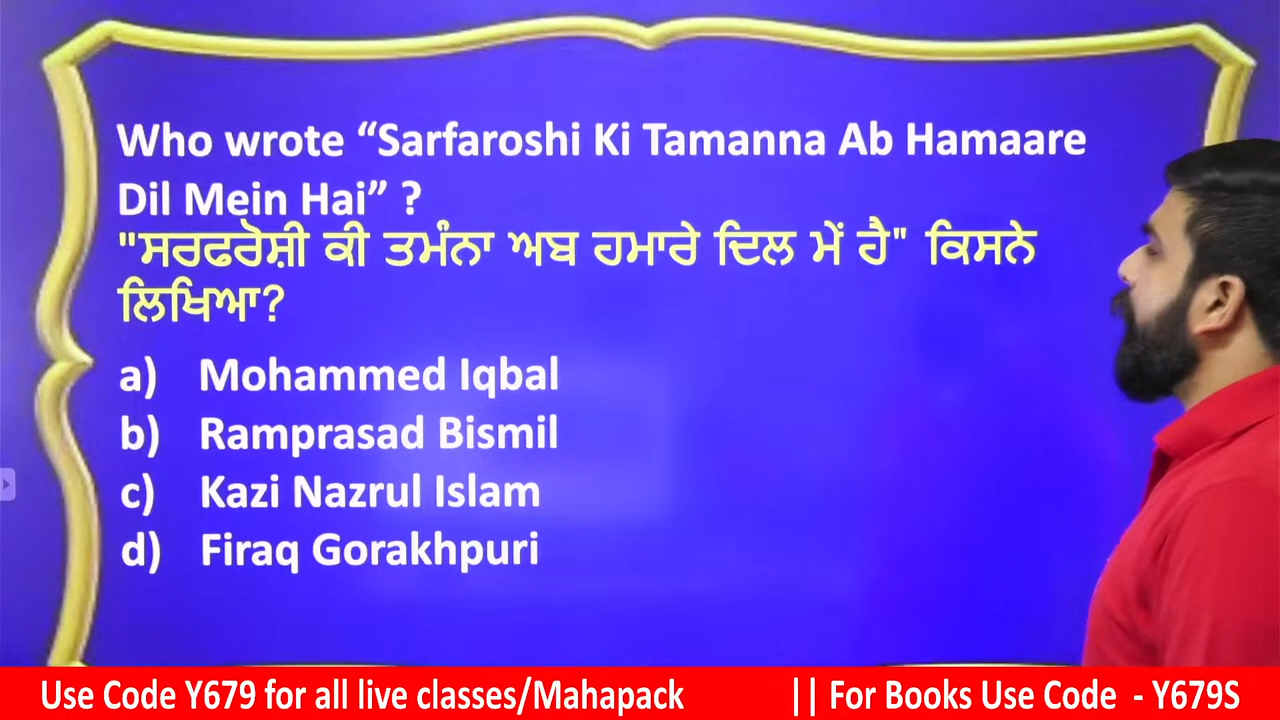 Who wrote “Sarfaroshi Ki Tamanna Ab Hamaare
Dil Mein Hai” ?
"ਸਰਫਰੋਸ਼ੀ ਕੀ ਤਮੰਨਾ ਅਬ ਹਮਾਰੇ ਦਿਲ ਮੇਂ ਹੈ" ਕਿਸਨੇ
ਲਿਖਿਆ?
a) Mohammed Iqbal
b) Ramprasad Bismil
c) Kazi Nazrul Islam
d) Firaq Gorakhpuri
Use Code Y679 for all live classes/Mahapack || For Books Use Code - Y679S